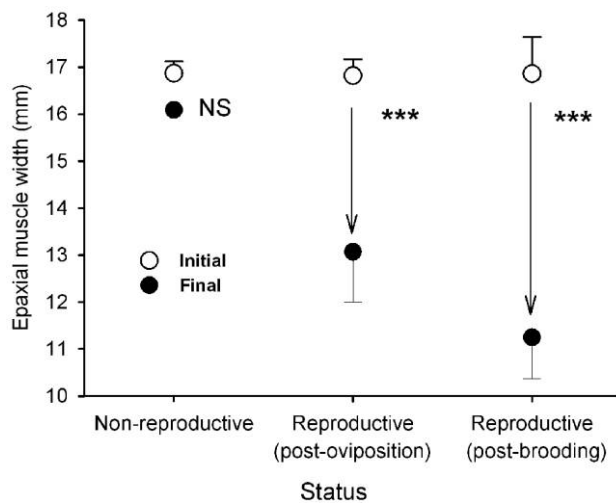 18
17
16
15
14
13
12
11
10
Epaxial muscle width (mm)
NS
***
***
Initial
Final
Non-reproductive
Reproductive
(post-oviposition)
Reproductive
(post-brooding)
Status